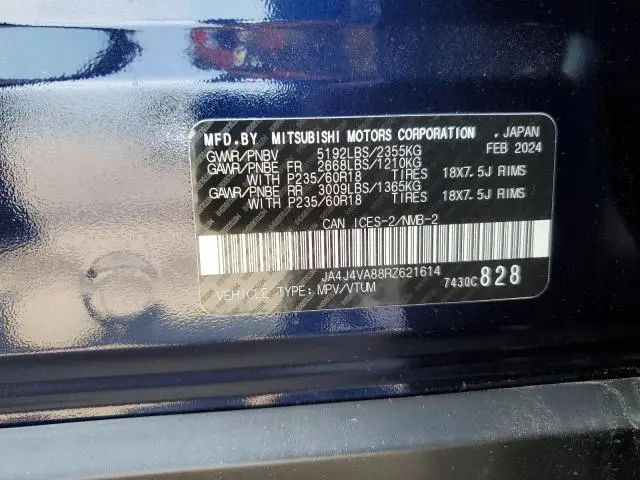 MFD.BY MITSUBISHI MOTORS CORPORATION , JAPAN
GVWR/PNBV 5192LBS/2355KG FEB 2024
GAWR/PNBE FR 2668LBS/1210KG
WITH P235/60R18 TIRES 18X7.5J RIMS
GAWR/PNBE RR 3009LBS/1365KG
WITH P235/60R18 TIRES 18X7.5J RIMS
CAN ICES-2/NMB-2
JA4J4VA88RZ621614
VEHICLE TYPE: MPV/VTUM 7430C 828